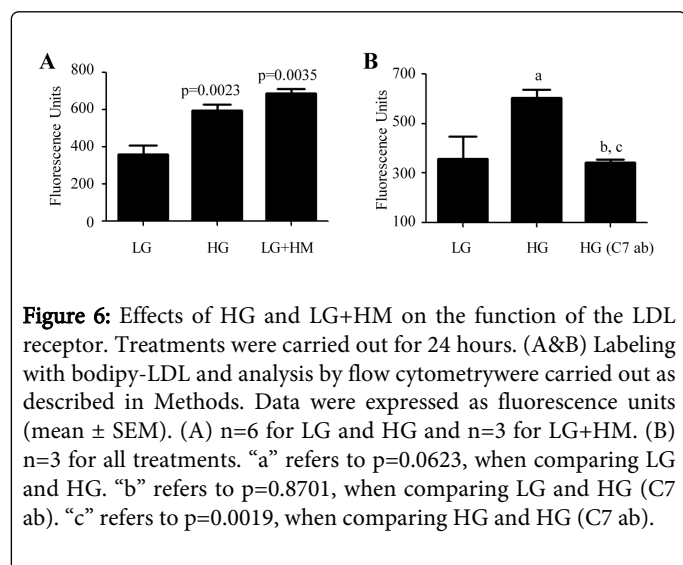 A
Fluorescence Units
800
600
400
200
0
p=0.0023
p=0.0035
LG
HG
LG+HM
B
Fluorescence Units
700
500
300
100
a
b, c
LG
HG
HG (C7 ab)
Figure 6: Effects of HG and LG+HM on the function of the LDL
receptor. Treatments were carried out for 24 hours. (A&B) Labeling
with bodipy-LDL and analysis by flow cytometrywere carried out as
described in Methods. Data were expressed as fluorescence units
(mean ± SEM). (A) n=6 for LG and HG and n=3 for LG+HM. (B)
n=3 for all treatments. “a” refers to p=0.0623, when comparing LG
and HG. “b” refers to p=0.8701, when comparing LG and HG (C7
ab). “c” refers to p=0.0019, when comparing HG and HG (C7 ab).